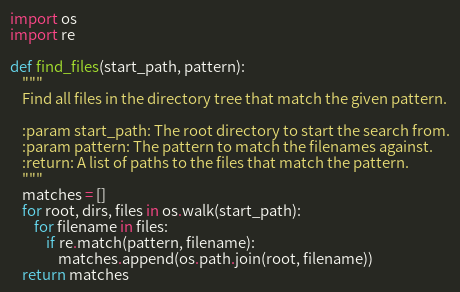 import os
import re

def find_files(start_path, pattern):
    """
    Find all files in the directory tree that match the given pattern.

    :param start_path: The root directory to start the search from.
    :param pattern: The pattern to match the filenames against.
    :return: A list of paths to the files that match the pattern.
    """
    matches = []
    for root, dirs, files in os.walk(start_path):
        for filename in files:
            if re.match(pattern, filename):
                matches.append(os.path.join(root, filename))
    return matches